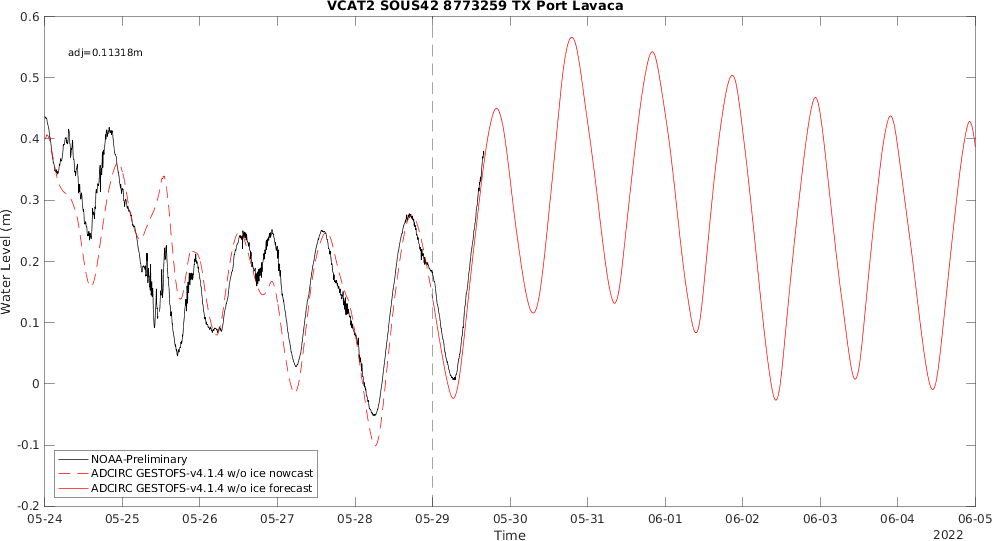 VCAT2 SOUS42 8773259 TX Port Lavaca
adj=0.11318m
Water Level (m)
0.6
0.5
0.4
0.3
0.2
0.1
0
-0.1
-0.2
NOAA-Preliminary
ADCIRC GESTOFS-v4.1.4 w/o ice nowcast
ADCIRC GESTOFS-v4.1.4 w/o ice forecast
05-24 05-25 05-26 05-27 05-28 05-29 05-30 05-31 06-01 06-02 06-03 06-04 06-05
Time
2022